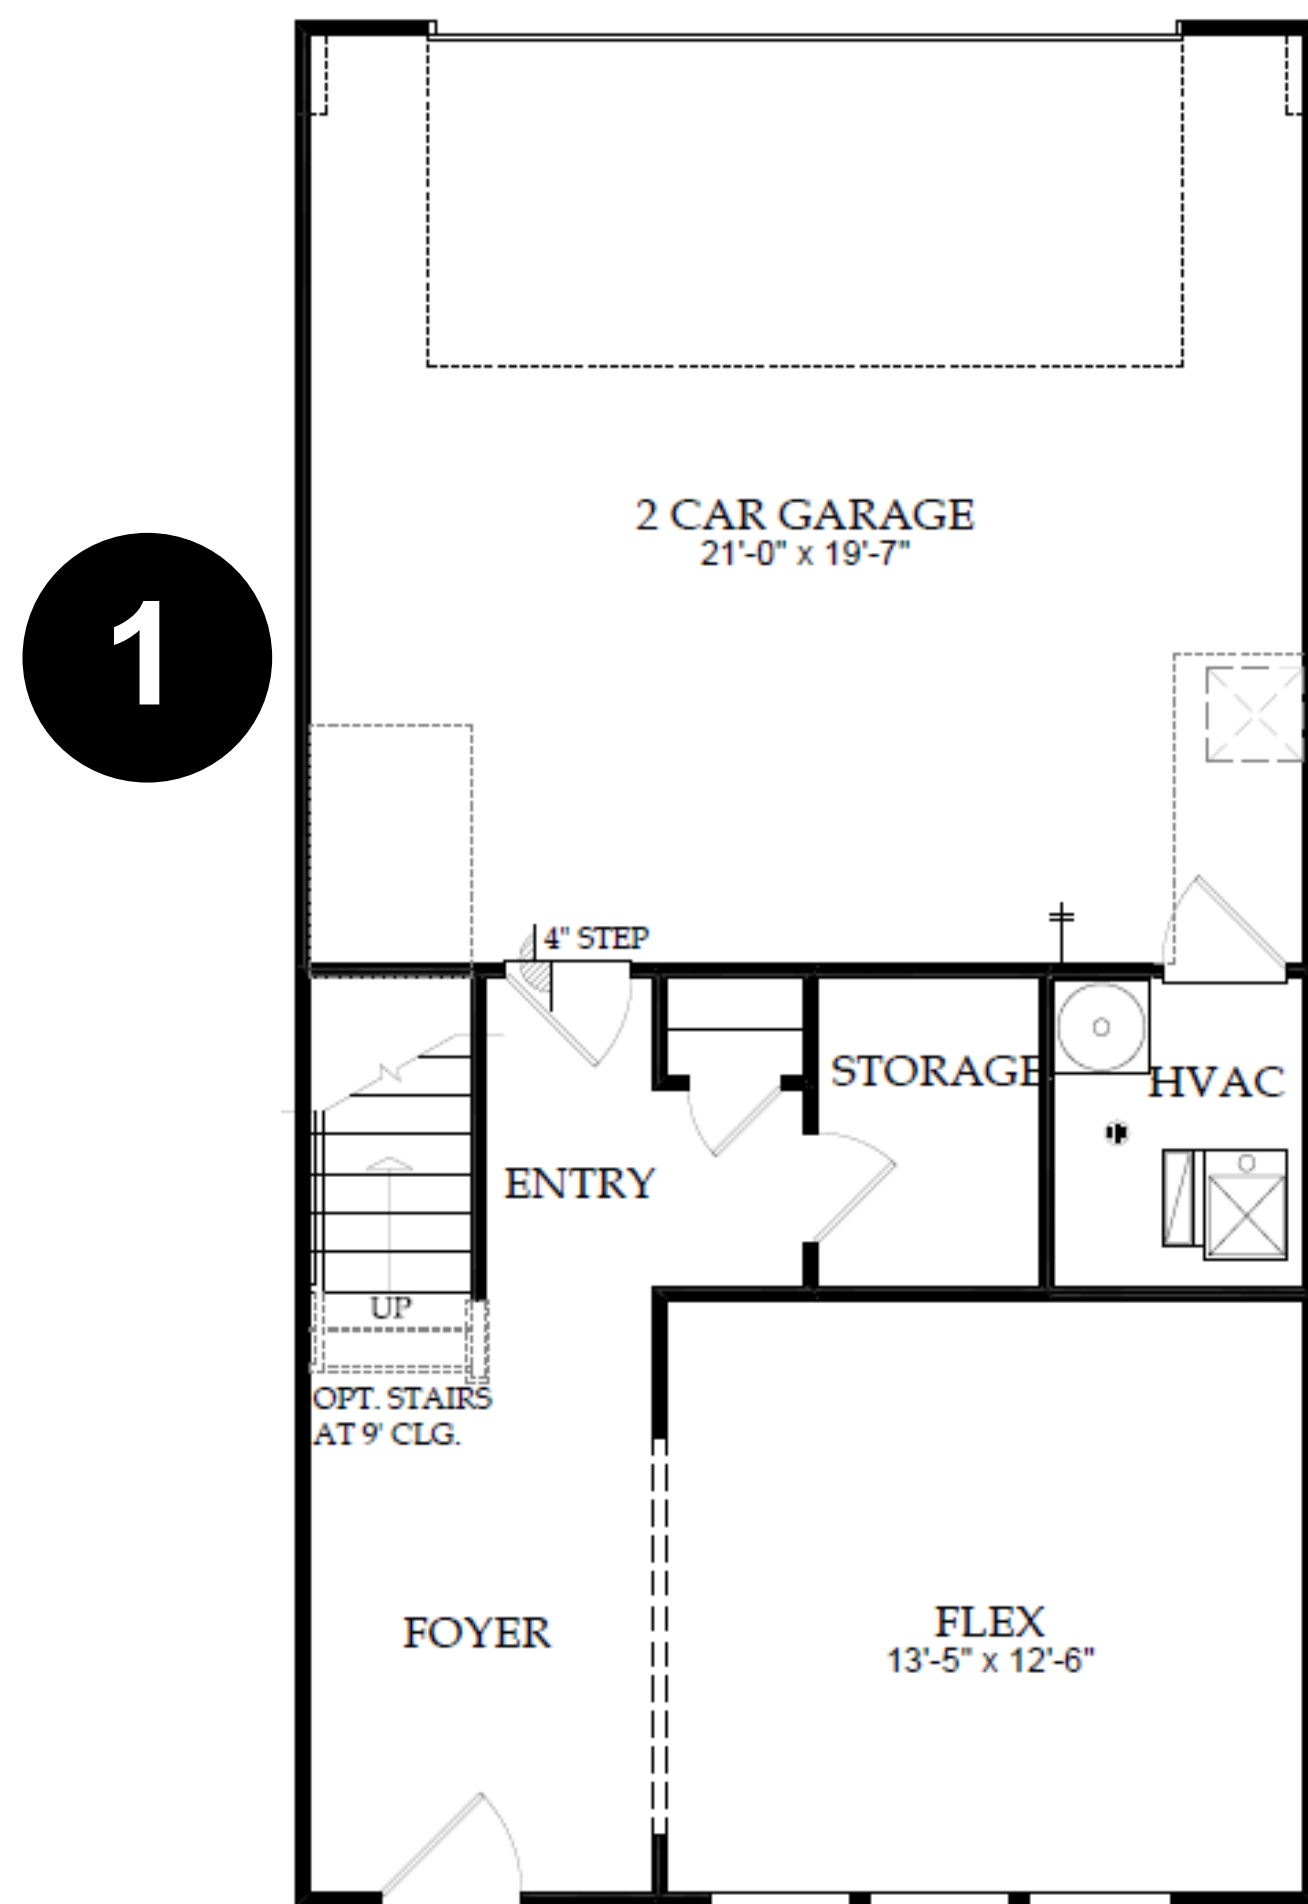 2 CAR GARAGE
21'-0" x 19'-7"
1
4" STEP
STORAGE
HVAC
ENTRY
UP
OPT. STAIRS
AT 9' CLG.
FOYER
FLEX
13'-5" x 12'-6"